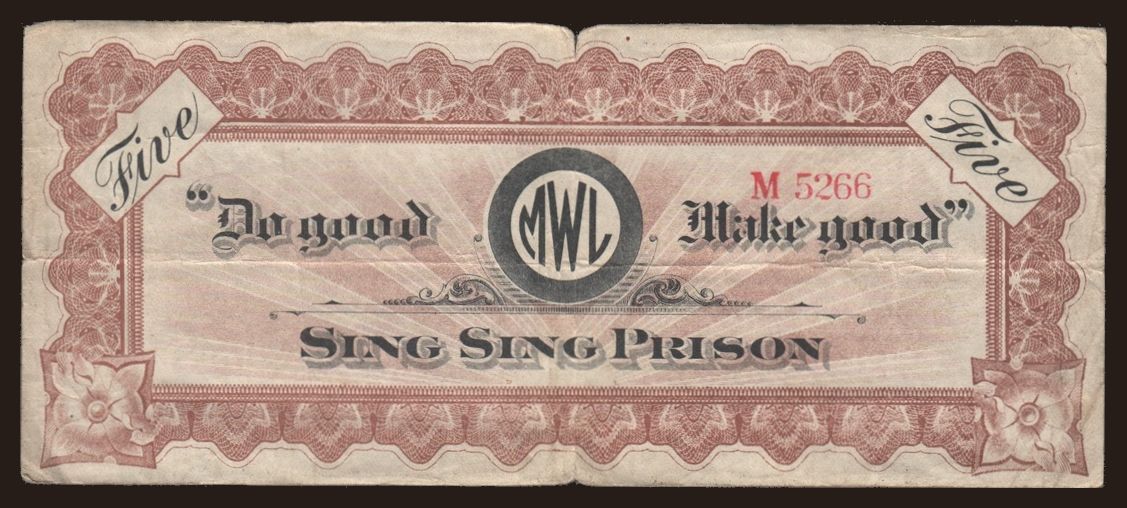 Five
Five
M 5266
"Do good MWL Make good"
SING SING PRISON